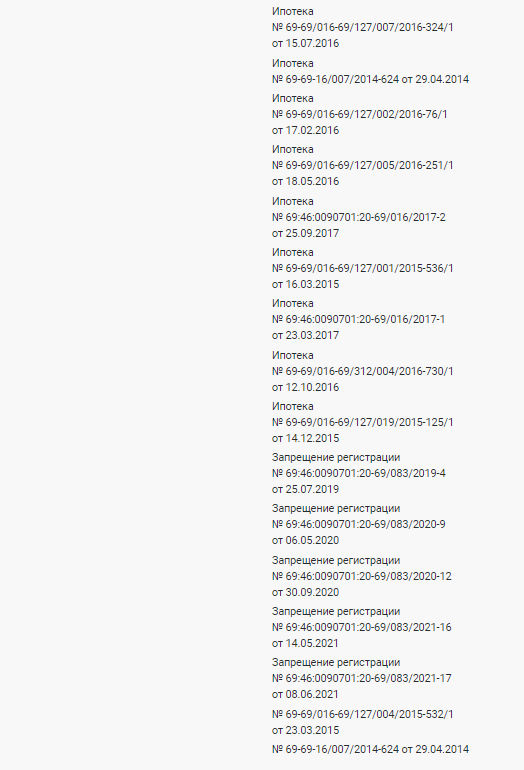 Ипотека
№ 69-69/016-69/127/007/2016-324/1
от 15.07.2016
Ипотека
№ 69-69-16/007/2014-624 от 29.04.2014
Ипотека
№ 69-69/016-69/127/002/2016-76/1
от 17.02.2016
Ипотека
№ 69-69/016-69/127/005/2016-251/1
от 18.05.2016
Ипотека
№ 69:46:0090701:20-69/016/2017-2
от 25.09.2017
Ипотека
№ 69-69/016-69/127/001/2015-536/1
от 16.03.2015
Ипотека
№ 69:46:0090701:20-69/016/2017-1
от 23.03.2017
Ипотека
№ 69-69/016-69/312/004/2016-730/1
от 12.10.2016
Ипотека
№ 69-69/016-69/127/019/2015-125/1
от 14.12.2015
Запрещение регистрации
№ 69:46:0090701:20-69/083/2019-4
от 25.07.2019
Запрещение регистрации
№ 69:46:0090701:20-69/083/2020-9
от 06.05.2020
Запрещение регистрации
№ 69:46:0090701:20-69/083/2020-12
от 30.09.2020
Запрещение регистрации
№ 69:46:0090701:20-69/083/2021-16
от 14.05.2021
Запрещение регистрации
№ 69:46:0090701:20-69/083/2021-17
от 08.06.2021
№ 69-69/016-69/127/004/2015-532/1
от 23.03.2015
№ 69-69-16/007/2014-624 от 29.04.2014